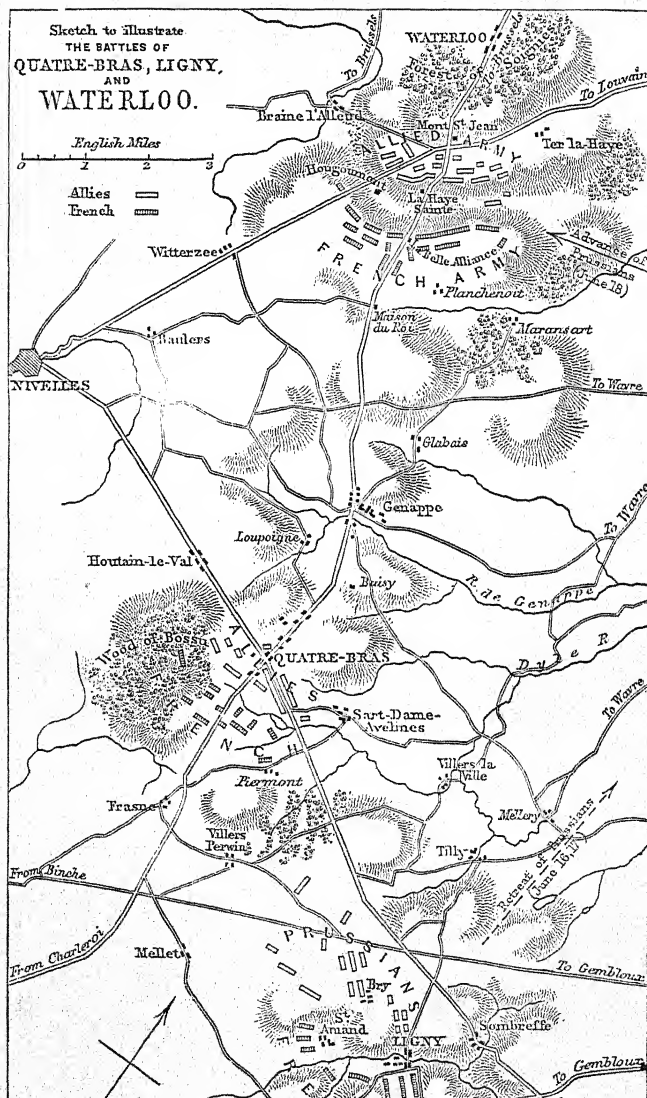 Sketch to illustrate
THE BATTLES OF
QUATRE-BRAS, LIGNY,
AND
WATERLOO.
English Miles
0 1 2 3
Allies
French
To Brussels
WATERLOO
To Brussels
Forest of Soigne
To Louvain
Braine l'Alleud
Mont St. Jean
ALLIED ARMY
Ter la-Haye
Hougoumont
La Haye
Sainte
Witterzee
FRENCH ARMY
Belle Alliance
Advance of
Prussians
(June 18)
Planchenoit
Maison
du Roi
Maransart
Baulers
NIVELLES
To Wavre
Glabais
Genappe
To Wavre
Loupoigne
Houtain-le-Val
Baisy
R. de Genappe
Wood of Bossu
ALLIES
QUATRE-BRAS
Dyle R
FRENCH
Sart-Dame-
Avelines
To Wavre
Piermont
Villers la
Ville
Frasne
Mellery
Villers
Perwin
Tilly
Retreat of Prussians
June 16, 17
From Binche
PRUSSIANS
From Charleroi
Mellet
To Gembloux
Bry
St.
Amand
Sombreffe
LIGNY
To Gembloux